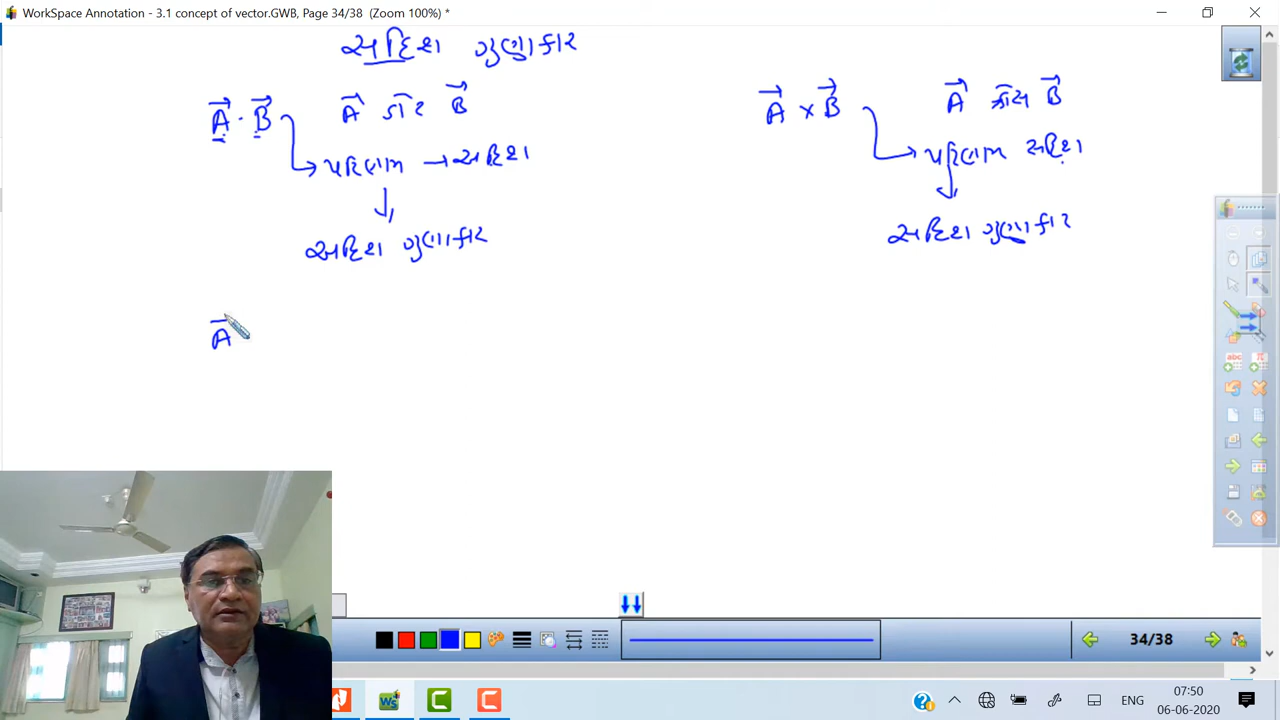 WorkSpace Annotation - 3.1 concept of vector.GWB, Page 34/38 (Zoom 100%) *
અદિશ ગુણાકાર
A · B A ડોટ B
પરિણામ → અદિશ
અદિશ ગુણાકાર
A × B A ક્રોસ B
પરિણામ સદિશ
સદિશ ગુણાકાર
A
34/38
ENG
07:50
06-06-2020